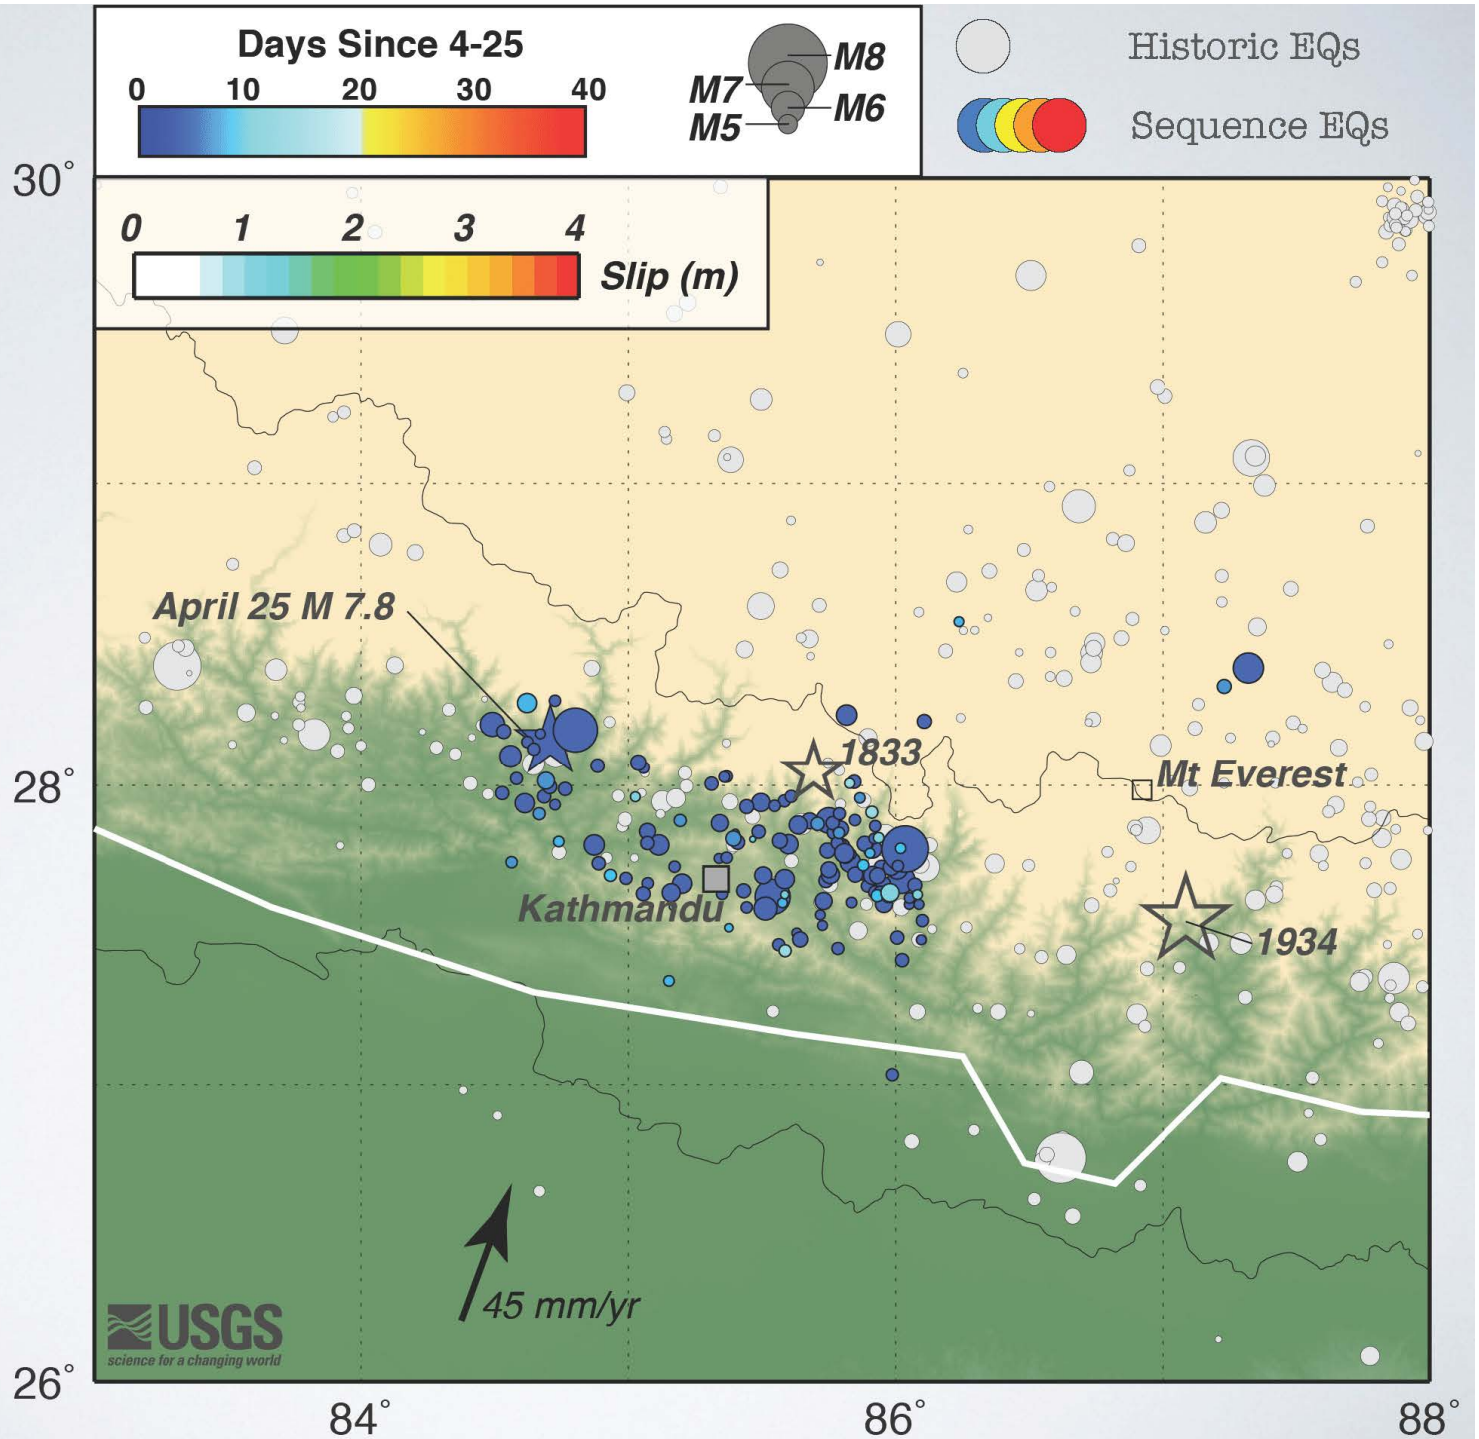 Days Since 4-25
0 10 20 30 40
M8
M7
M6
M5
Historic EQs
Sequence EQs
30°
0 1 2 3 4
Slip (m)
April 25 M 7.8
1833
28°
Mt Everest
Kathmandu
1934
45 mm/yr
USGS
science for a changing world
26°
84° 86° 88°